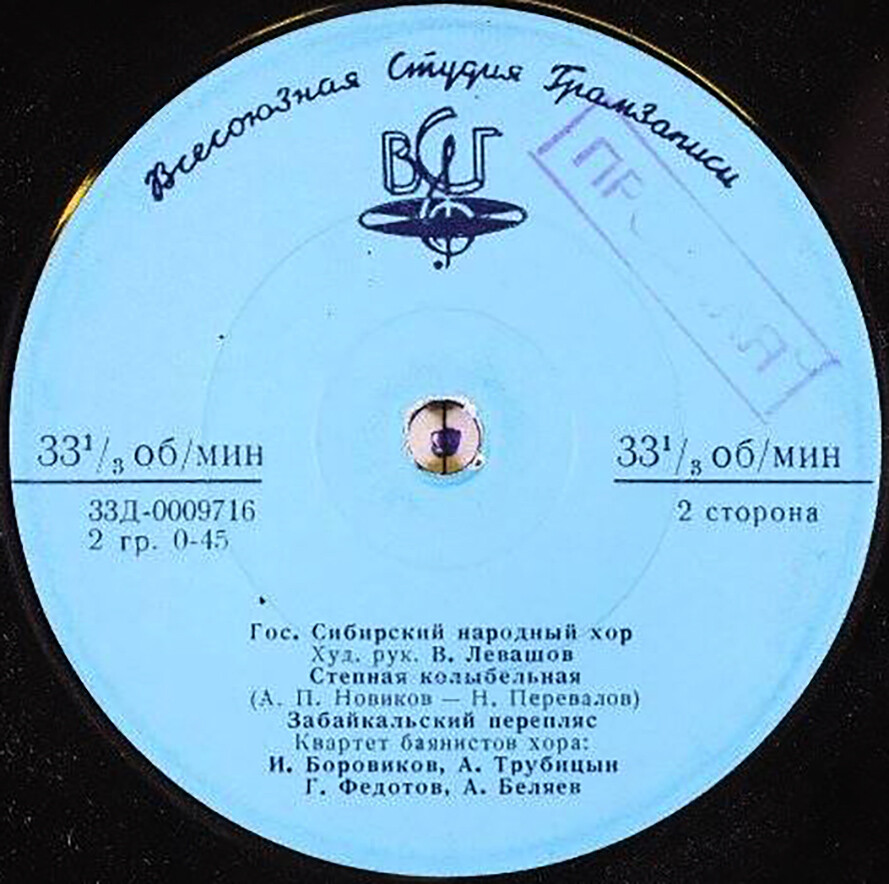 Всесоюзная Студия Грамзаписи
ВСГ
33¹/₃ об/мин
33¹/₃ об/мин
33Д-0009716
2 гр. 0-45
2 сторона
Гос. Сибирский народный хор
Худ. рук. В. Левашов
Степная колыбельная
(А. П. Новиков — Н. Перевалов)
Забайкальский перепляс
Квартет баянистов хора:
И. Боровиков, А. Трубицын
Г. Федотов, А. Беляев